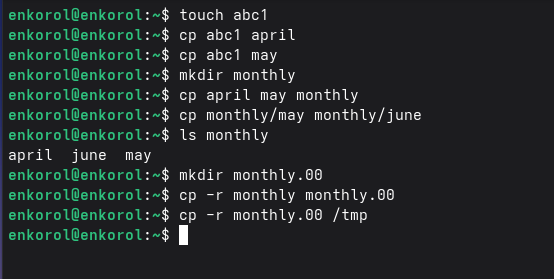 enkorol@enkorol:~$ touch abc1
enkorol@enkorol:~$ cp abc1 april
enkorol@enkorol:~$ cp abc1 may
enkorol@enkorol:~$ mkdir monthly
enkorol@enkorol:~$ cp april may monthly
enkorol@enkorol:~$ cp monthly/may monthly/june
enkorol@enkorol:~$ ls monthly
april  june  may
enkorol@enkorol:~$ mkdir monthly.00
enkorol@enkorol:~$ cp -r monthly monthly.00
enkorol@enkorol:~$ cp -r monthly.00 /tmp
enkorol@enkorol:~$